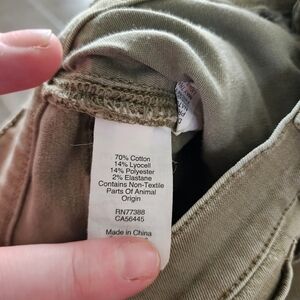 70% Cotton
14% Lyocell
14% Polyester
2% Elastane
Contains Non-Textile
Parts Of Animal
Origin
RN77388
CA56445
Made in China